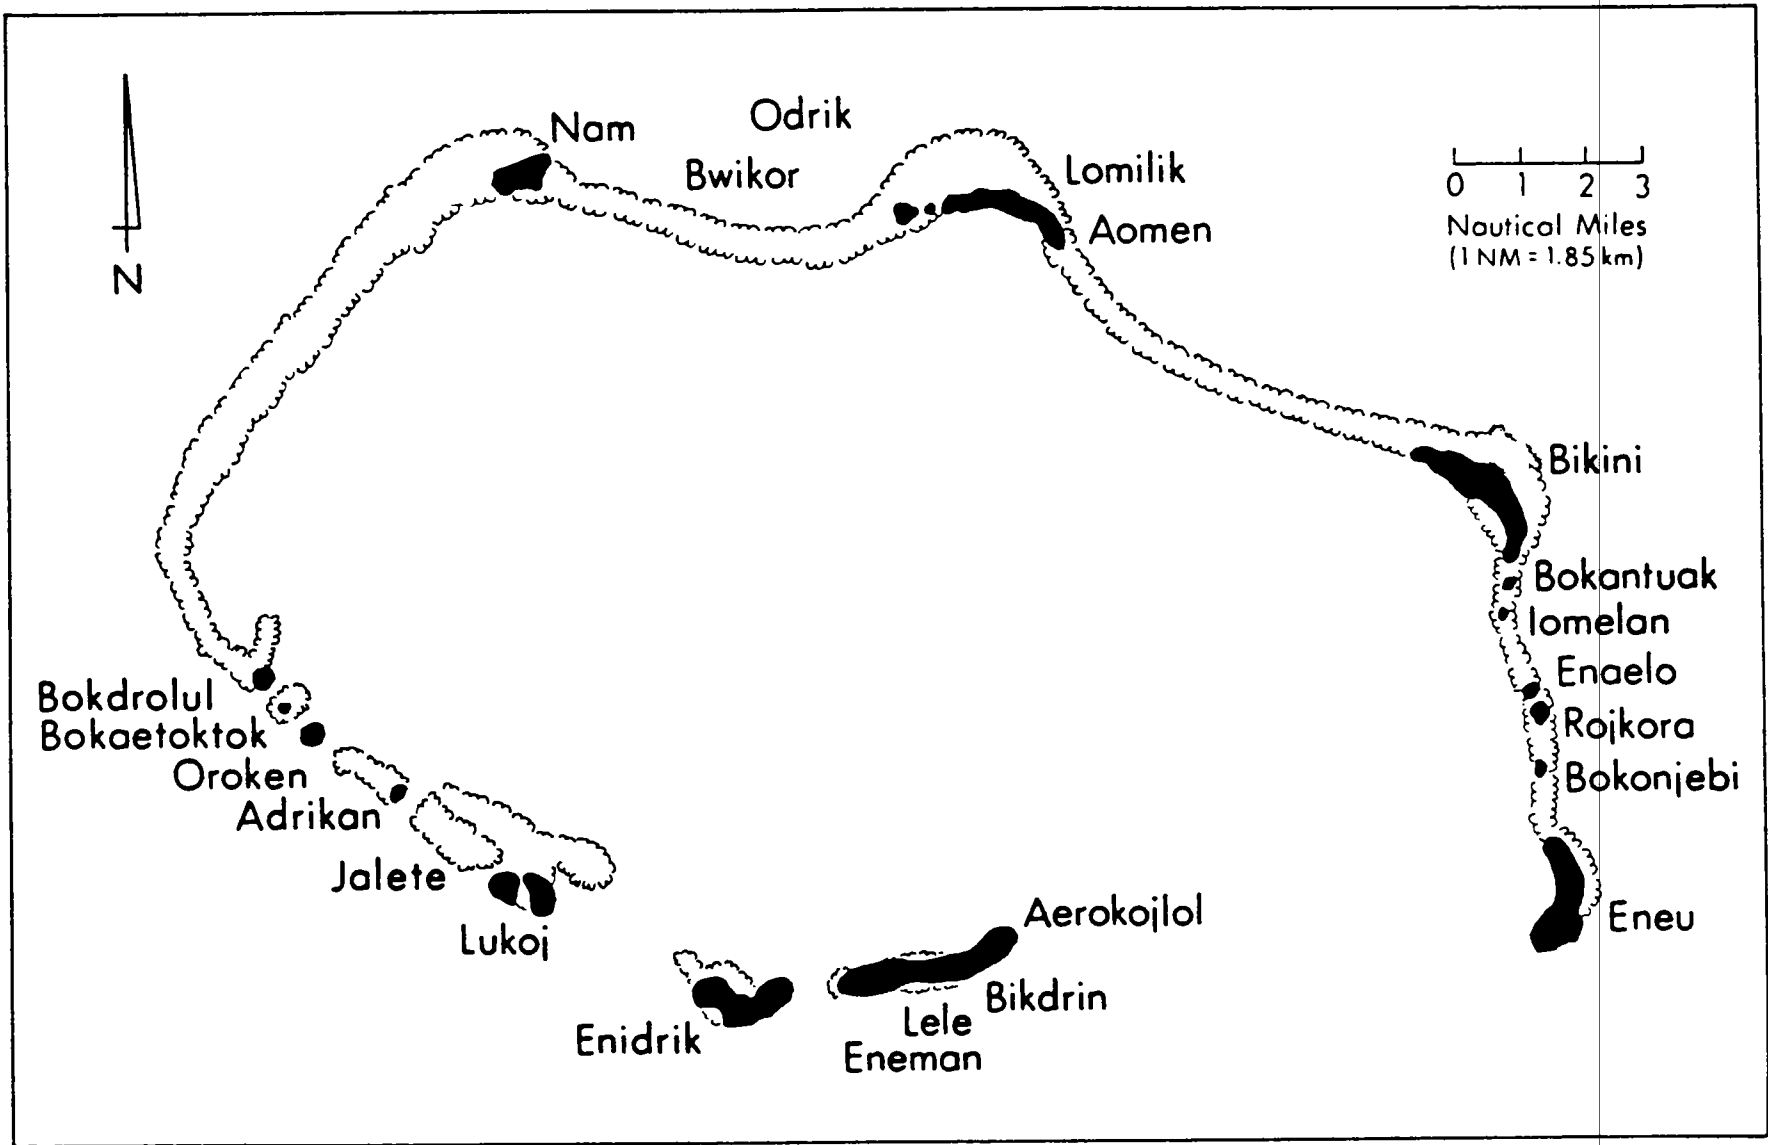 Nam
Odrik
Bwikor
Lomilik
Aomen
0 1 2 3
Nautical Miles
(1 NM = 1.85 km)
N
Bikini
Bokantuak
Iomelan
Enaelo
Rojkora
Bokonjebi
Eneu
Bokdrolul
Bokaetoktok
Oroken
Adrikan
Jalete
Lukoj
Enidrik
Aerokojlol
Bikdrin
Lele
Eneman